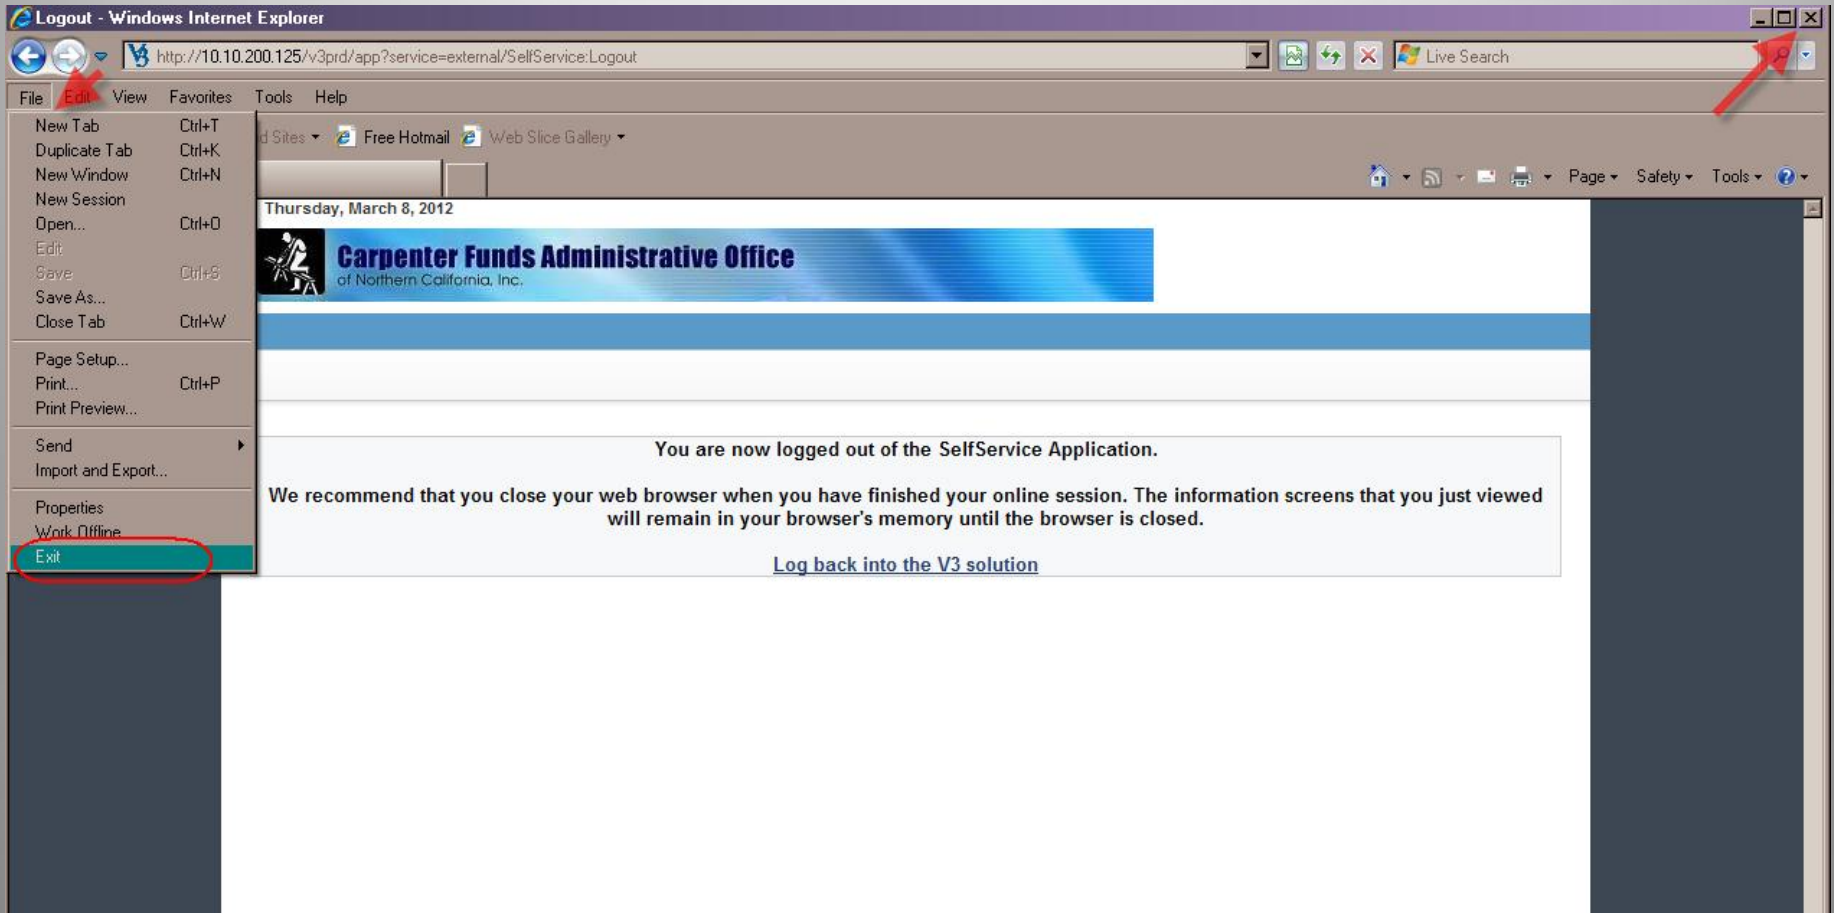 Logout - Windows Internet Explorer
http://10.10.200.125/v3prd/app?service=external/SelfService:Logout
Live Search
File Edit View Favorites Tools Help
New Tab Ctrl+T
Duplicate Tab Ctrl+K
New Window Ctrl+N
New Session
Open... Ctrl+O
Edit
Save Ctrl+S
Save As...
Close Tab Ctrl+W
Page Setup...
Print... Ctrl+P
Print Preview...
Send
Import and Export...
Properties
Work Offline
Exit
d Sites Free Hotmail Web Slice Gallery
Page Safety Tools
Thursday, March 8, 2012
Carpenter Funds Administrative Office
of Northern California, Inc.
You are now logged out of the SelfService Application.
We recommend that you close your web browser when you have finished your online session. The information screens that you just viewed
will remain in your browser's memory until the browser is closed.
Log back into the V3 solution